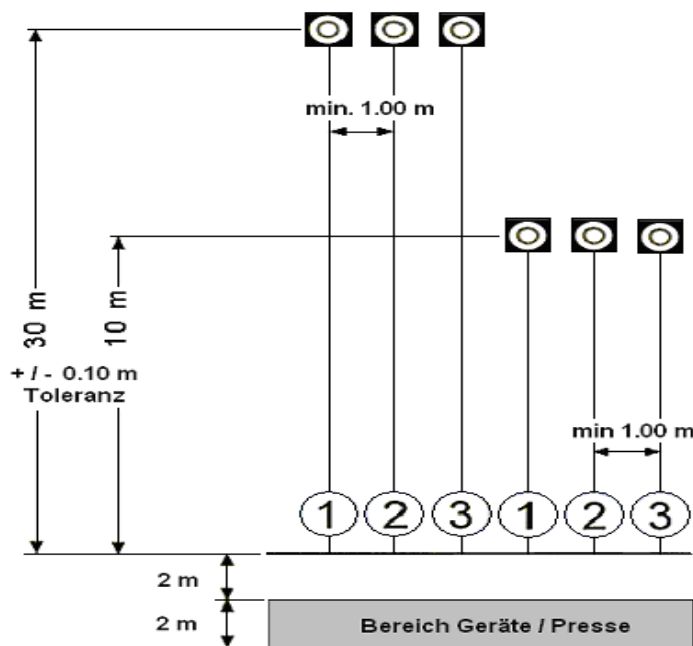 min. 1.00 m
30 m
10 m
+ / - 0.10 m
Toleranz
min 1.00 m
1 2 3 1 2 3
2 m
2 m
Bereich Geräte / Presse